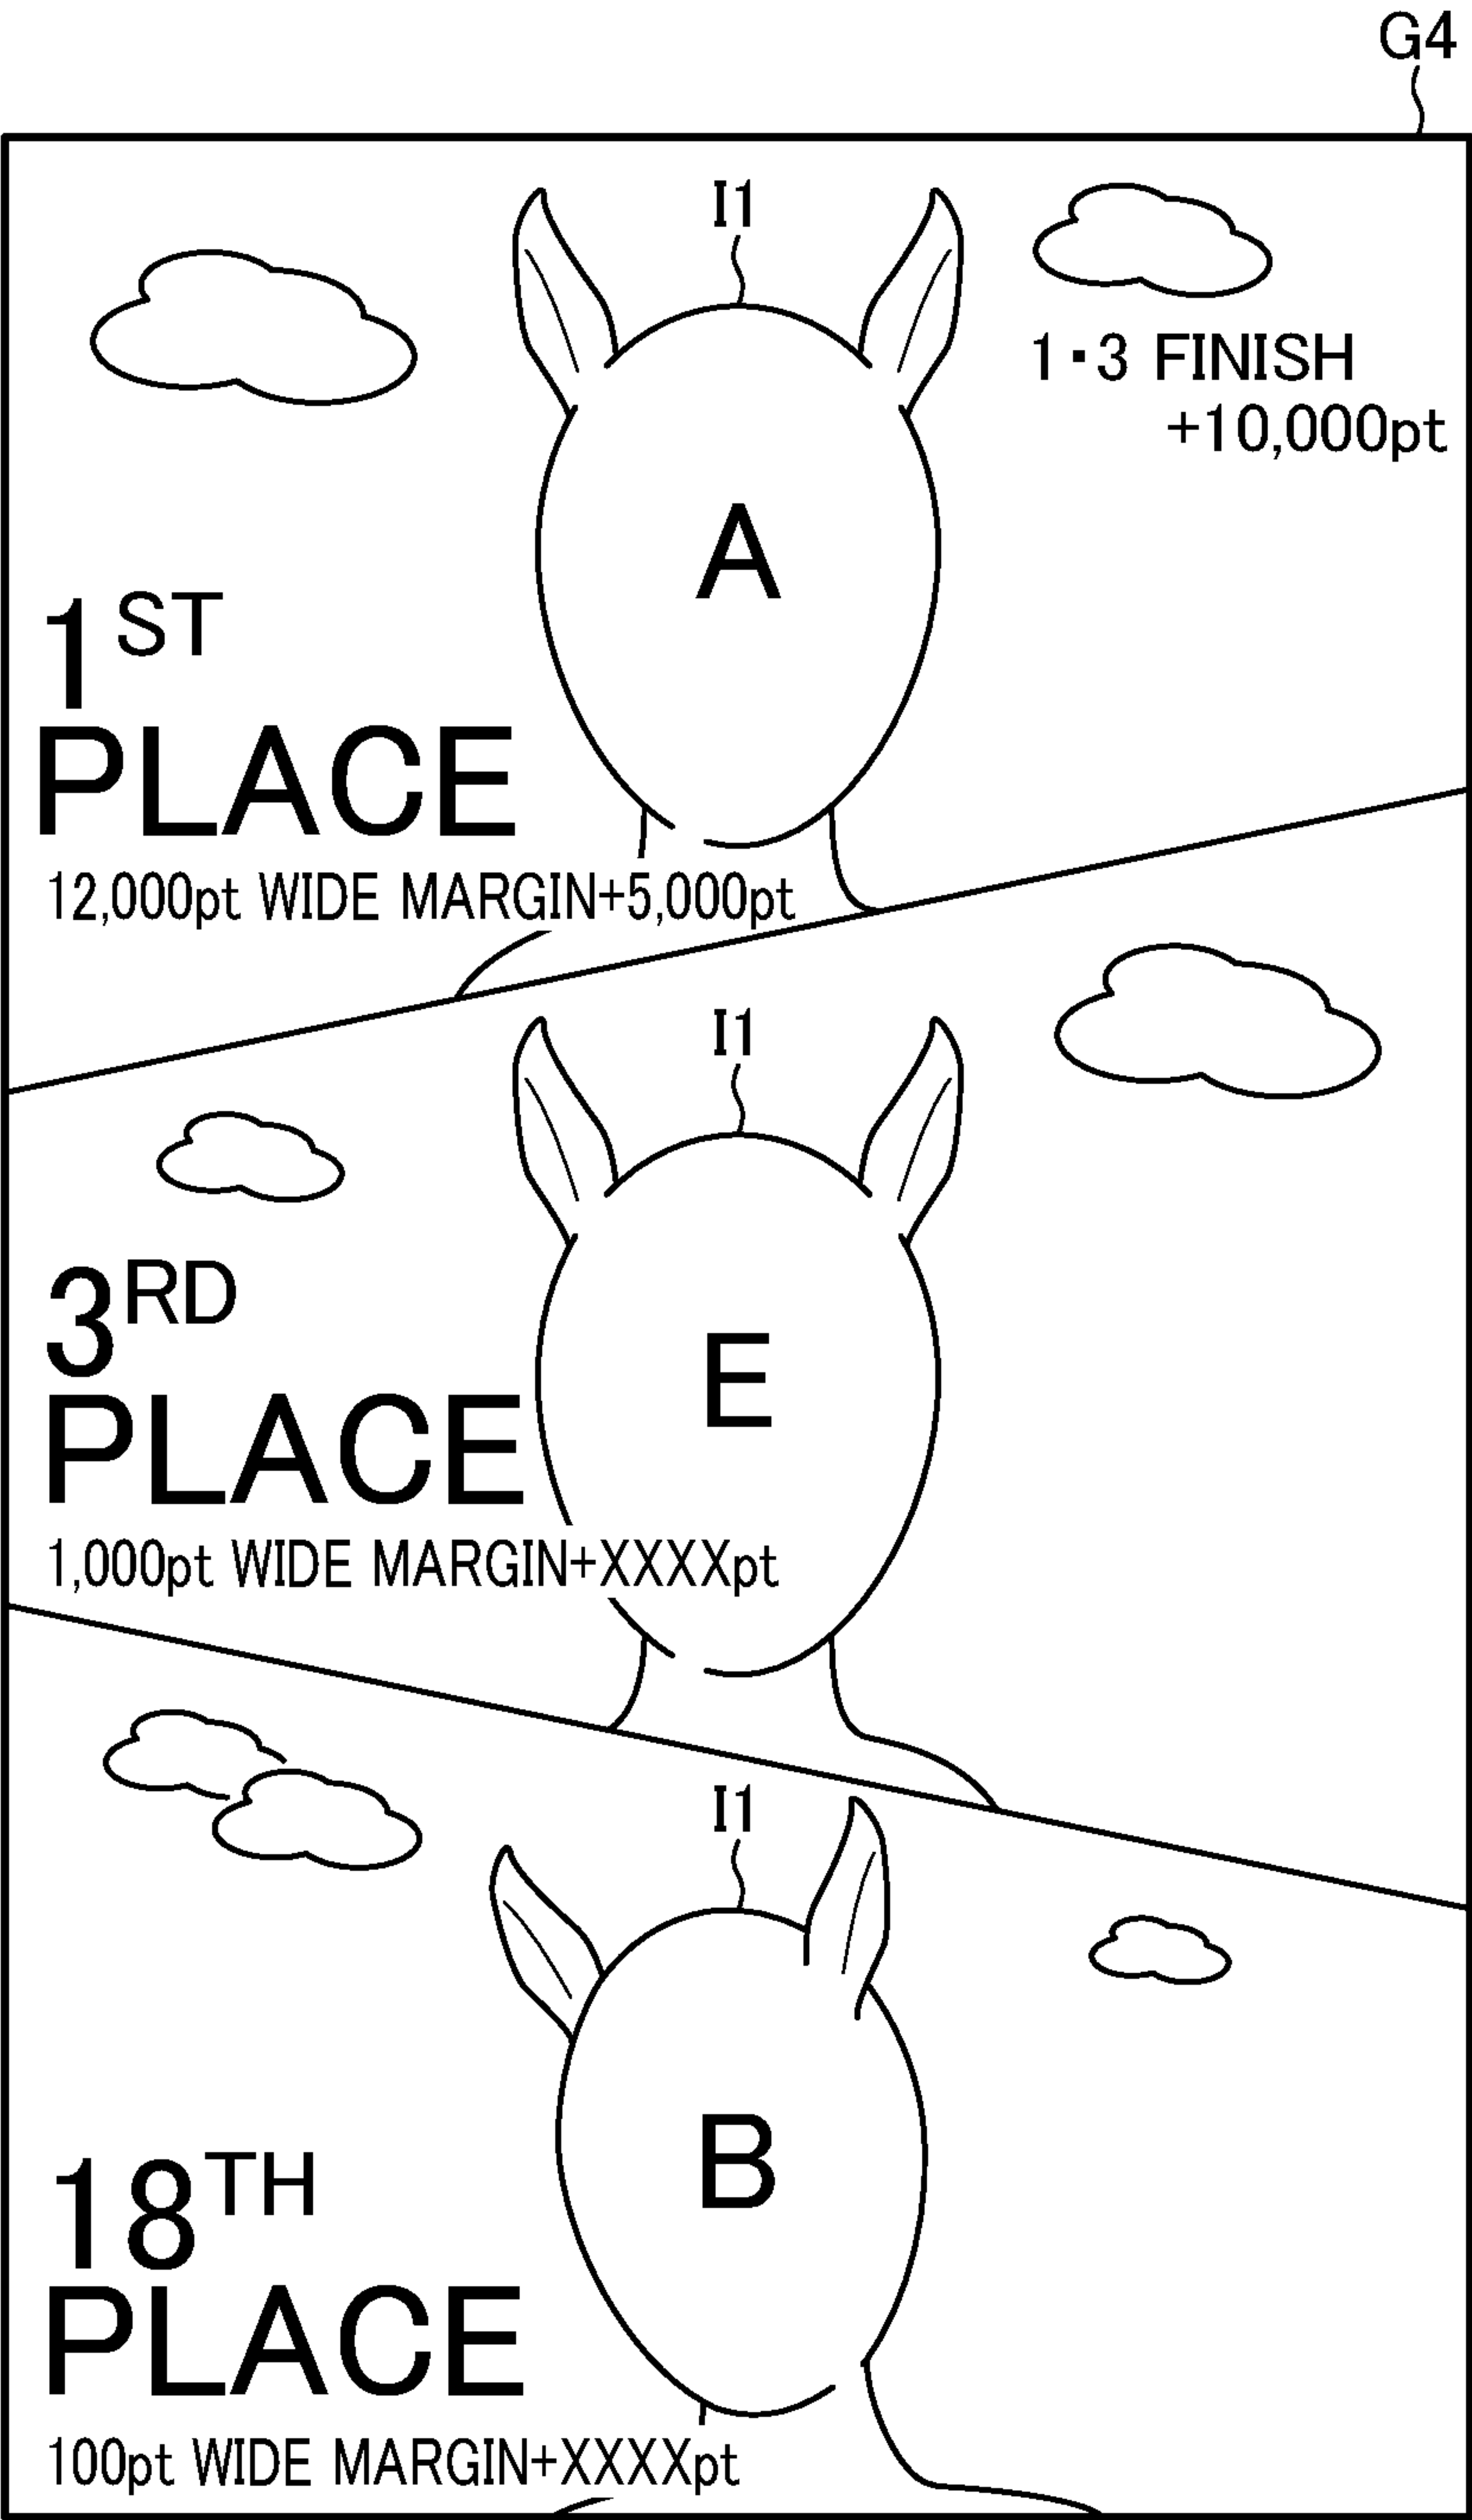 G4
I1
1・3 FINISH
+10,000pt
A
1ST
PLACE
12,000pt WIDE MARGIN+5,000pt
I1
E
3RD
PLACE
1,000pt WIDE MARGIN+XXXXpt
I1
B
18TH
PLACE
100pt WIDE MARGIN+XXXXpt